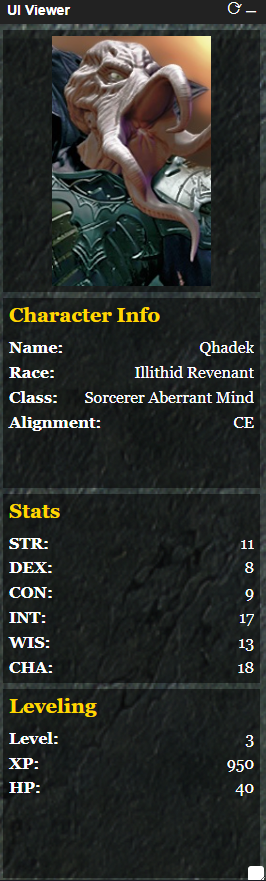 UI Viewer
Character Info
Name: Qhadek
Race: Illithid Revenant
Class: Sorcerer Aberrant Mind
Alignment: CE
Stats
STR: 11
DEX: 8
CON: 9
INT: 17
WIS: 13
CHA: 18
Leveling
Level: 3
XP: 950
HP: 40